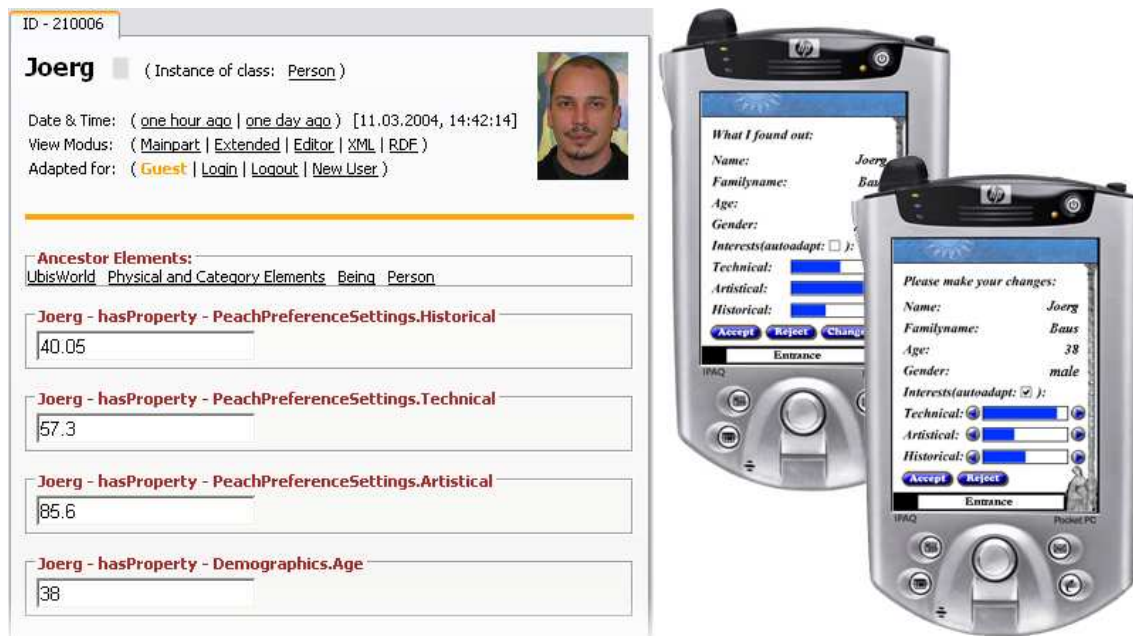 ID - 210006
Joerg ( Instance of class: Person )
Date & Time: ( one hour ago | one day ago ) [11.03.2004, 14:42:14]
View Modus: ( Mainpart | Extended | Editor | XML | RDF )
Adapted for: ( Guest | Login | Logout | New User )
Ancestor Elements:
UbisWorld Physical and Category Elements Being Person
Joerg - hasProperty - PeachPreferenceSettings.Historical
40.05
Joerg - hasProperty - PeachPreferenceSettings.Technical
57.3
Joerg - hasProperty - PeachPreferenceSettings.Artistical
85.6
Joerg - hasProperty - Demographics.Age
38
hp
What I found out:
Name: Joerg
Familyname:
Age:
Gender:
Interests(autoadapt: ):
Technical:
Artistical:
Historical:
Accept Reject
Entrance
iPAQ
hp
Please make your changes:
Name: Joerg
Familyname: Baus
Age: 38
Gender: male
Interests(autoadapt: ):
Technical:
Artistical:
Historical:
Accept Reject
Entrance
iPAQ Pocket PC